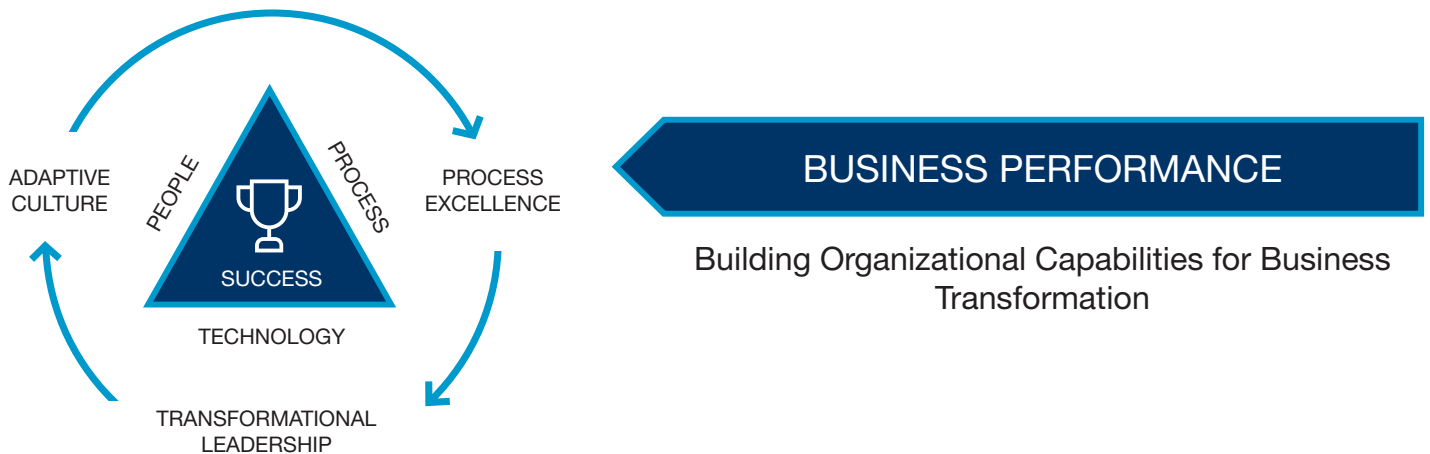 ADAPTIVE
CULTURE
PEOPLE
PROCESS
SUCCESS
TECHNOLOGY
PROCESS
EXCELLENCE
TRANSFORMATIONAL
LEADERSHIP
BUSINESS PERFORMANCE
Building Organizational Capabilities for Business
Transformation